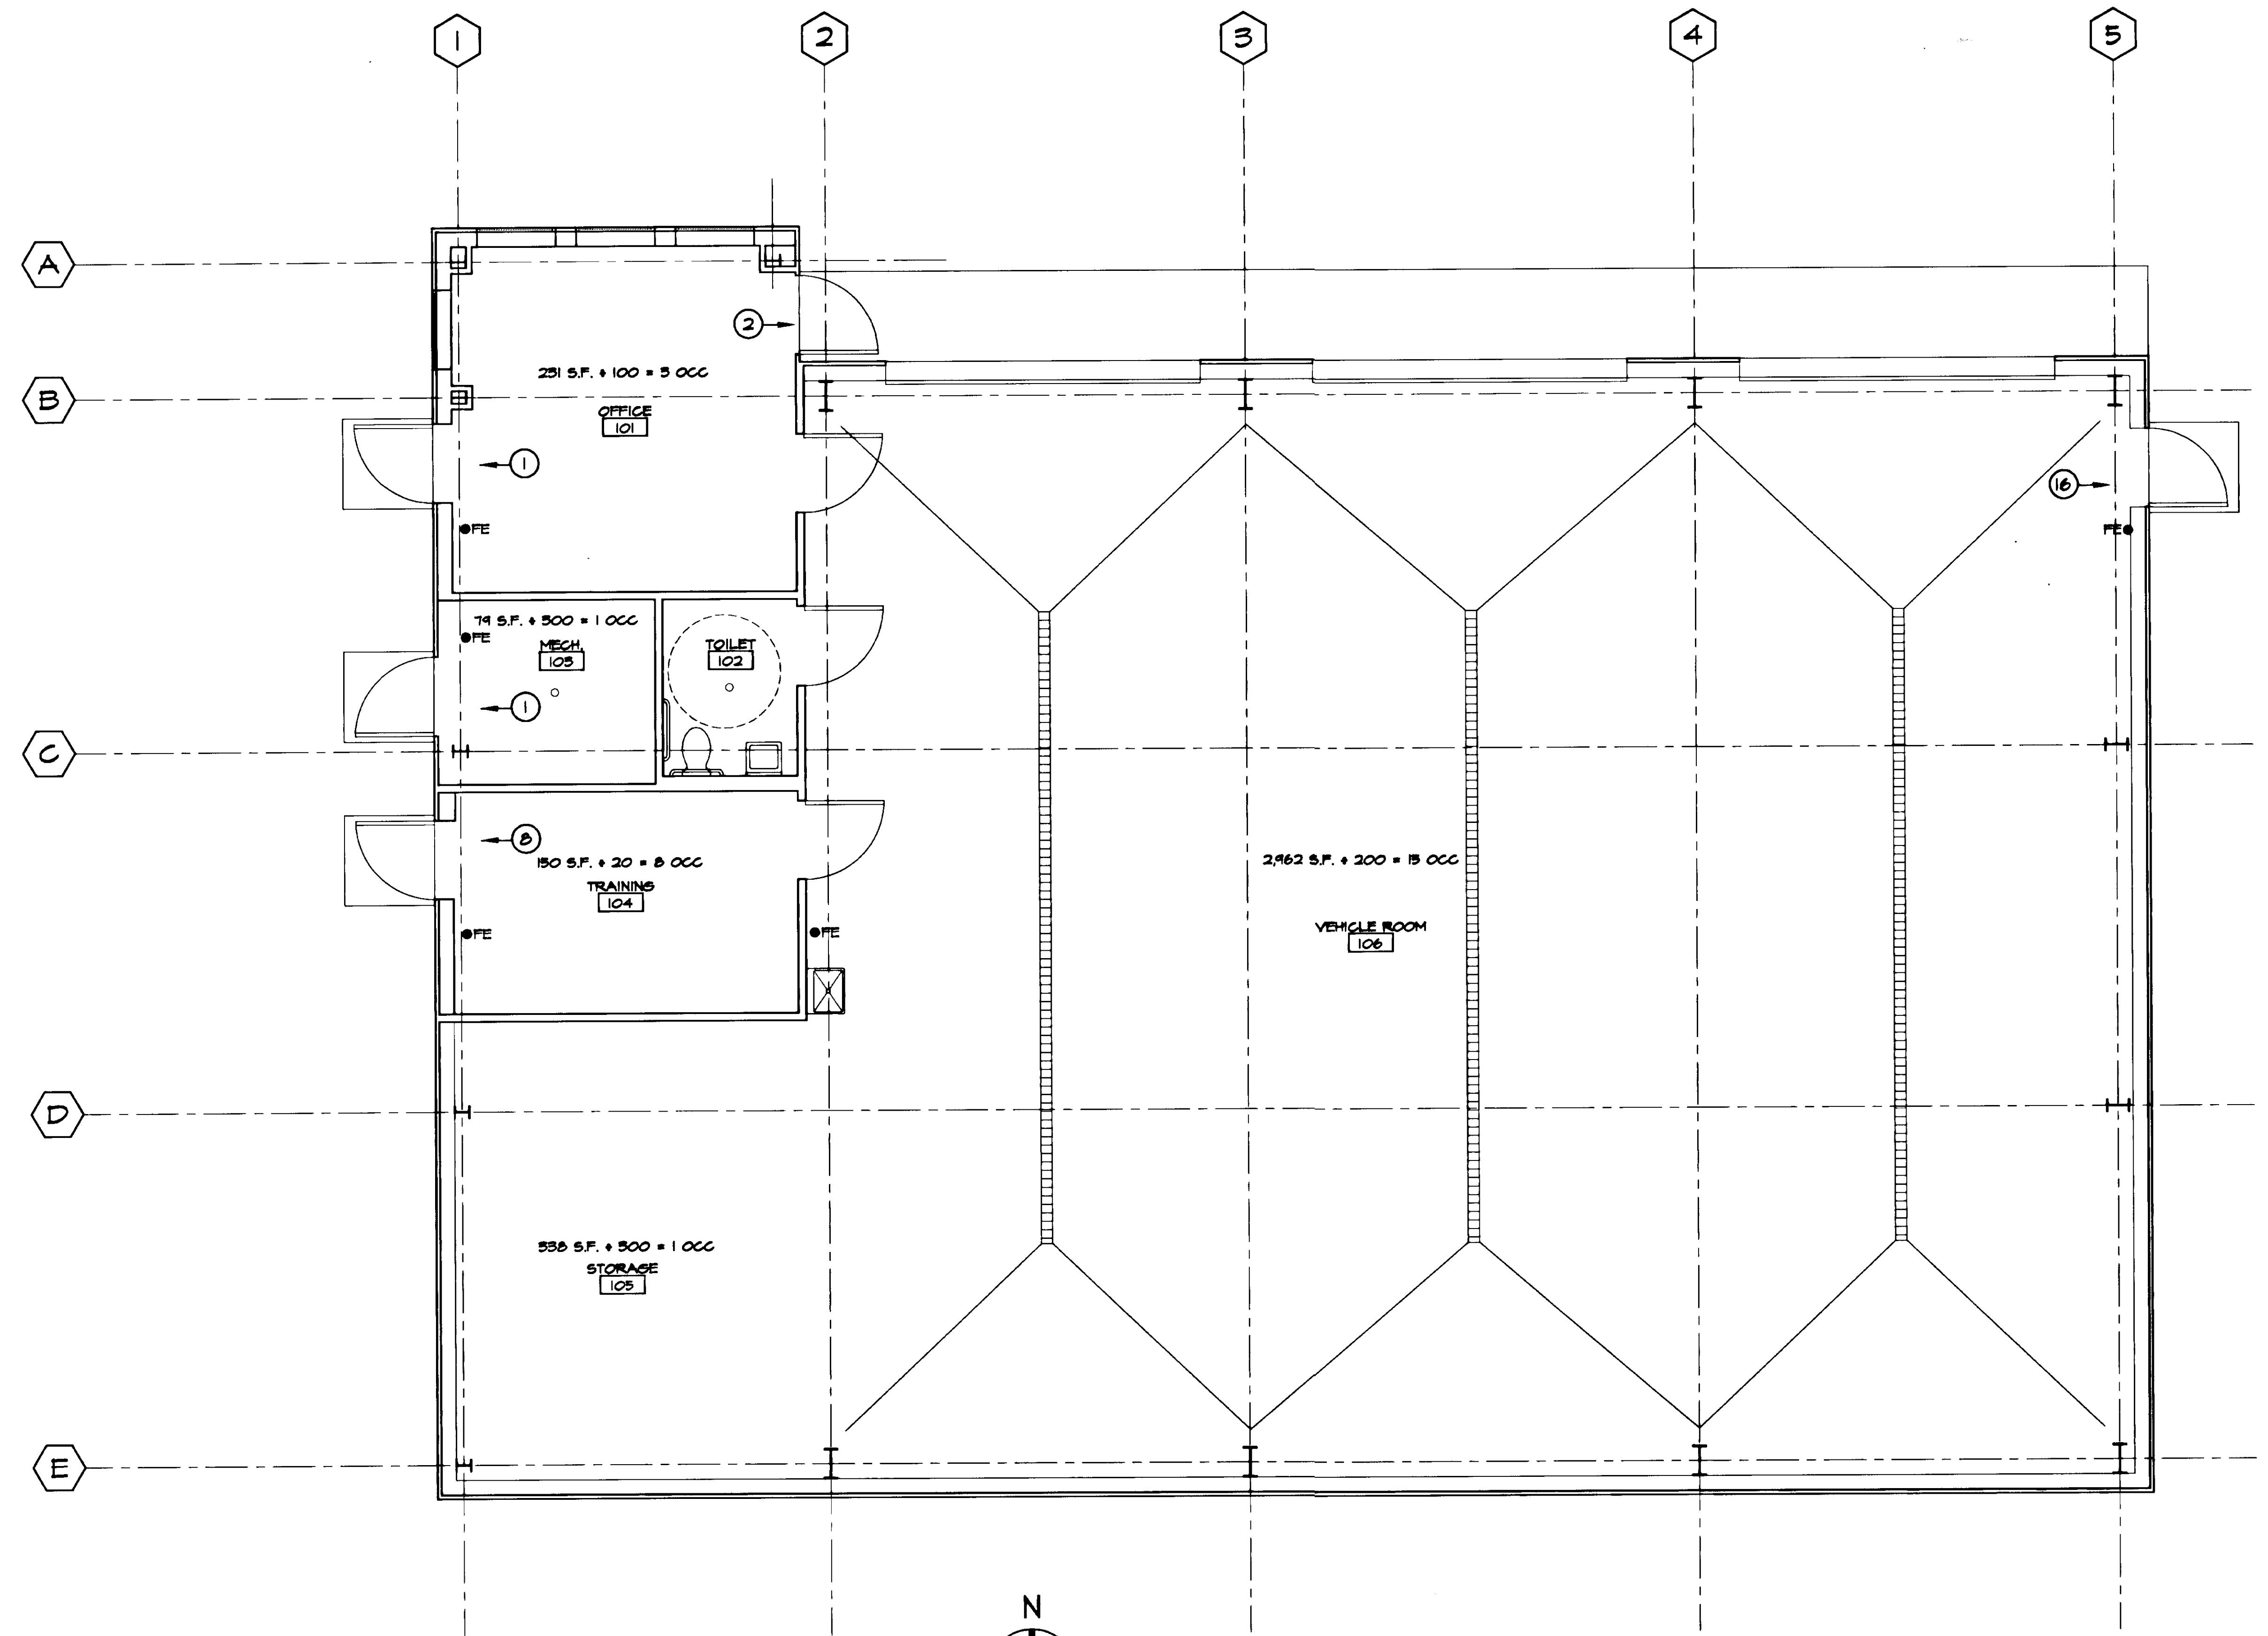 1
2
3
4
5
A
2
231 S.F. ÷ 100 = 3 OCC
B
OFFICE
101
1
16
FE
FE
79 S.F. ÷ 300 = 1 OCC
FE
MECH.
103
TOILET
102
1
C
8
150 S.F. ÷ 20 = 8 OCC
2,962 S.F. ÷ 200 = 15 OCC
TRAINING
104
VEHICLE ROOM
106
FE
FE
D
338 S.F. ÷ 300 = 1 OCC
STORAGE
105
E
N